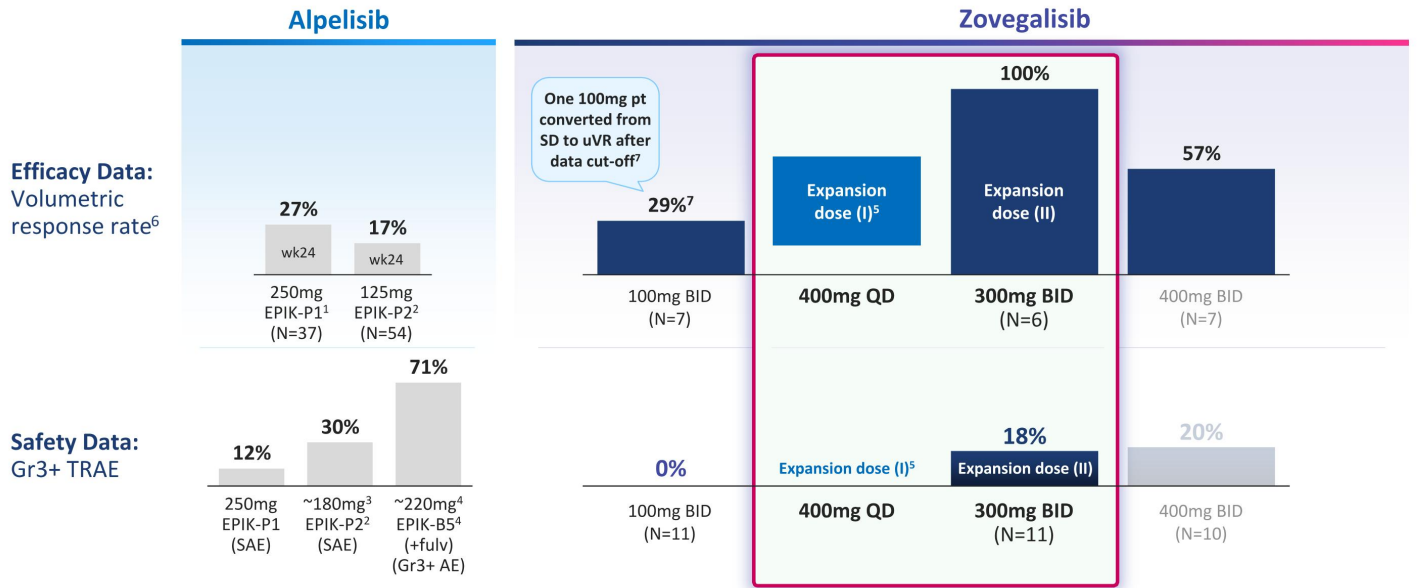 Alpelisib
Zovegalisib
Efficacy Data:
Volumetric
response rate⁶
27%
wk24
17%
wk24
250mg
EPIK-P1¹
(N=37)
125mg
EPIK-P2²
(N=54)
One 100mg pt
converted from
SD to uVR after
data cut-off⁷
29%⁷
Expansion
dose (I)⁵
100%
Expansion
dose (II)
57%
100mg BID
(N=7)
400mg QD
300mg BID
(N=6)
400mg BID
(N=7)
Safety Data:
Gr3+ TRAE
12%
30%
71%
250mg
EPIK-P1
(SAE)
~180mg³
EPIK-P2²
(SAE)
~220mg⁴
EPIK-B5⁴
(+fulv)
(Gr3+ AE)
0%
Expansion dose (I)⁵
18%
Expansion dose (II)
20%
100mg BID
(N=11)
400mg QD
300mg BID
(N=11)
400mg BID
(N=10)